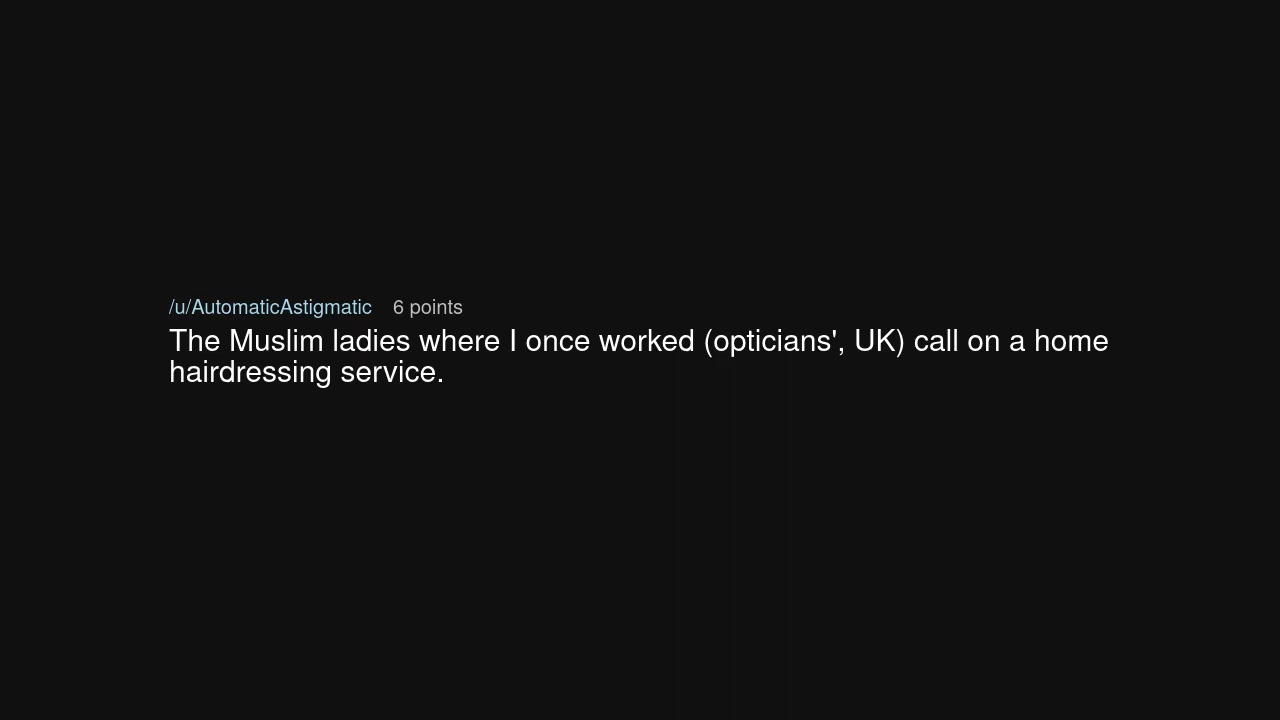 /u/AutomaticAstigmatic 6 points
The Muslim ladies where I once worked (opticians', UK) call on a home
hairdressing service.